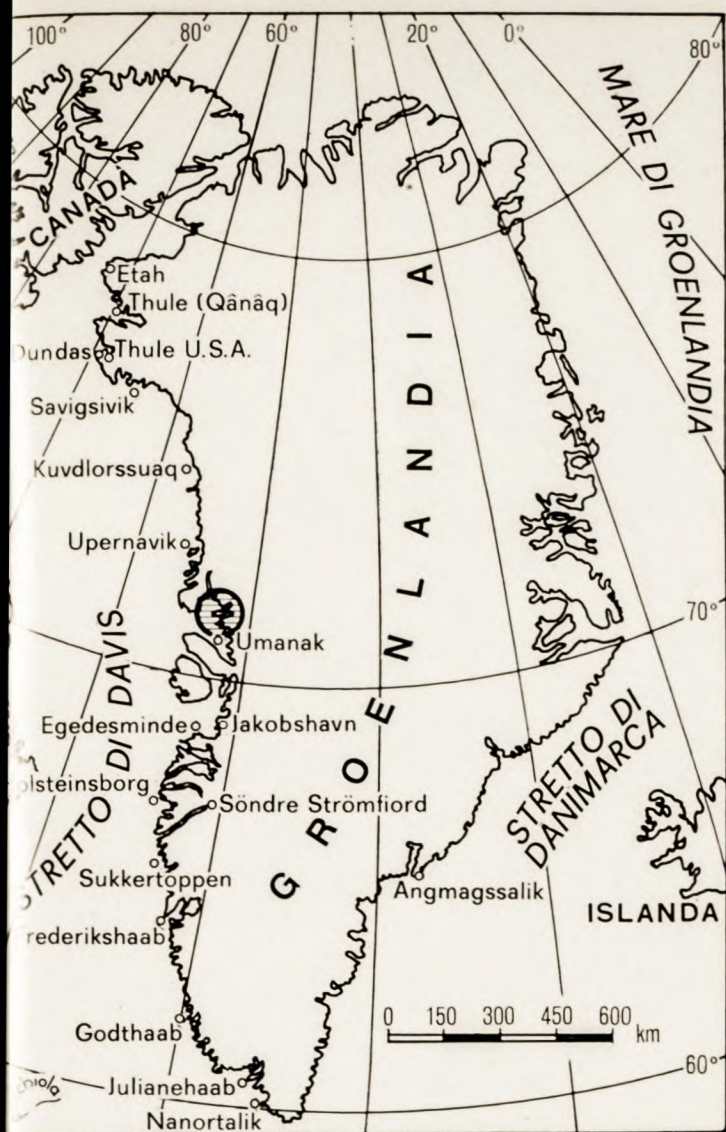 100° 80° 60° 20° 0° 80°
MARE DI GROENLANDIA
CANADA
Etah
Thule (Qânâq)
Dundas Thule U.S.A.
Savigsivik
Kuvdlorssuaq
Upernavik
Umanak
70°
STRETTO DI DAVIS
GROENLANDIA
Egedesminde Jakobshavn
olsteinsborg
Söndre Strömfiord
STRETTO DI
DANIMARCA
Sukkertoppen
Angmagssalik
ISLANDA
rederikshaab
Godthaab
0 150 300 450 600
km
60°
Julianehaab
Nanortalik